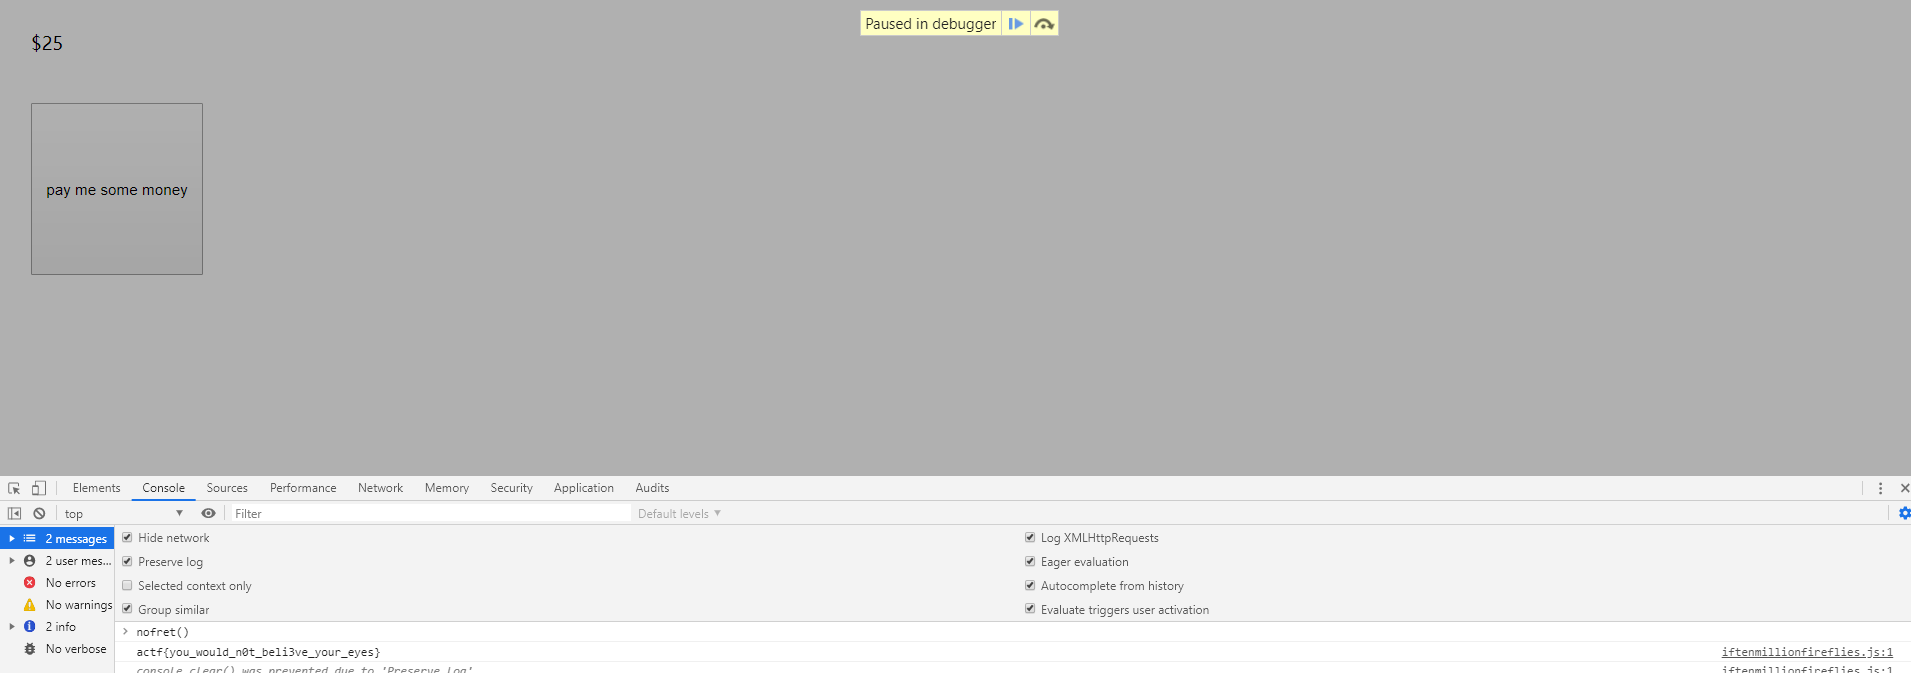 Paused in debugger
$25
pay me some money
Elements Console Sources Performance Network Memory Security Application Audits
top Filter Default levels
2 messages
2 user mes...
No errors
No warnings
2 info
No verbose
Hide network Log XMLHttpRequests
Preserve log Eager evaluation
Selected context only Autocomplete from history
Group similar Evaluate triggers user activation
> nofret()
actf{you_would_n0t_beli3ve_your_eyes} iftenmillionfireflies.js:1
console.clear() was prevented due to 'Preserve log' iftenmillionfireflies.js:1